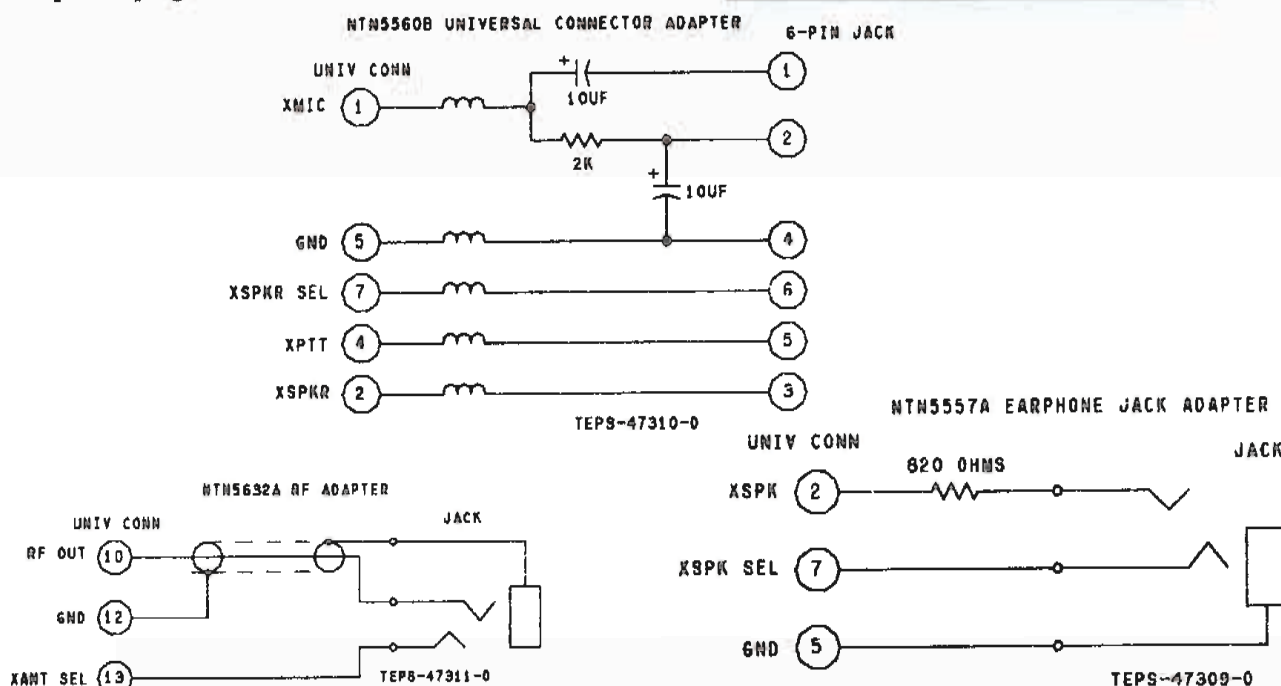 NTN5560B UNIVERSAL CONNECTOR ADAPTER
6-PIN JACK
UNIV CONN
XMIC 1
+ 10UF
1
2K
2
+ 10UF
GND 5
4
XSPKR SEL 7
6
XPTT 4
5
XSPKR 2
3
TEPS-47310-0
NTN5632A RF ADAPTER
UNIV CONN
JACK
RF OUT 10
GND 12
XANT SEL 13
TEPS-47311-0
NTN5557A EARPHONE JACK ADAPTER
UNIV CONN
JACK
XSPK 2
820 OHMS
XSPK SEL 7
GND 5
TEPS-47309-0